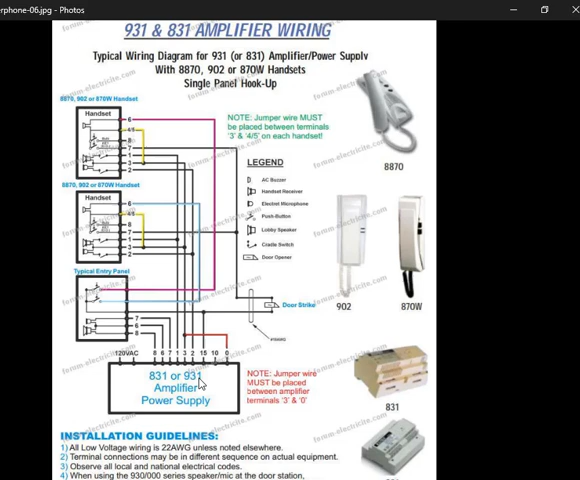 erphone-06.jpg - Photos
931 & 831 AMPLIFIER WIRING
Typical Wiring Diagram for 931 (or 831) Amplifier/Power Supply
With 8870, 902 or 870W Handsets
Single Panel Hook-Up
8870, 902 or 870W Handset
Handset
6
4/5
8
7
1
3
2
NOTE: Jumper wire MUST
be placed between terminals
'3' & '4/5' on each handset!
8870
LEGEND
AC Buzzer
Handset Receiver
Electret Microphone
Push-Button
Lobby Speaker
Cradle Switch
Door Opener
8870, 902 or 870W Handset
Handset
6
4/5
8
7
1
3
2
902
870W
Typical Entry Panel
7
6
8
Door Strike
120VAC
8 6 7 1 3 2 15 10 0
831 or 931
Amplifier
Power Supply
NOTE: Jumper wire
MUST be placed
between amplifier
terminals '3' & '0'
831
INSTALLATION GUIDELINES:
1) All Low Voltage wiring is 22AWG unless noted elsewhere.
2) Terminal connections may be in different sequence on actual equipment.
3) Observe all local and national electrical codes.
4) When using the 930/000 series speaker/mic at the door station,
forum-electricite.com